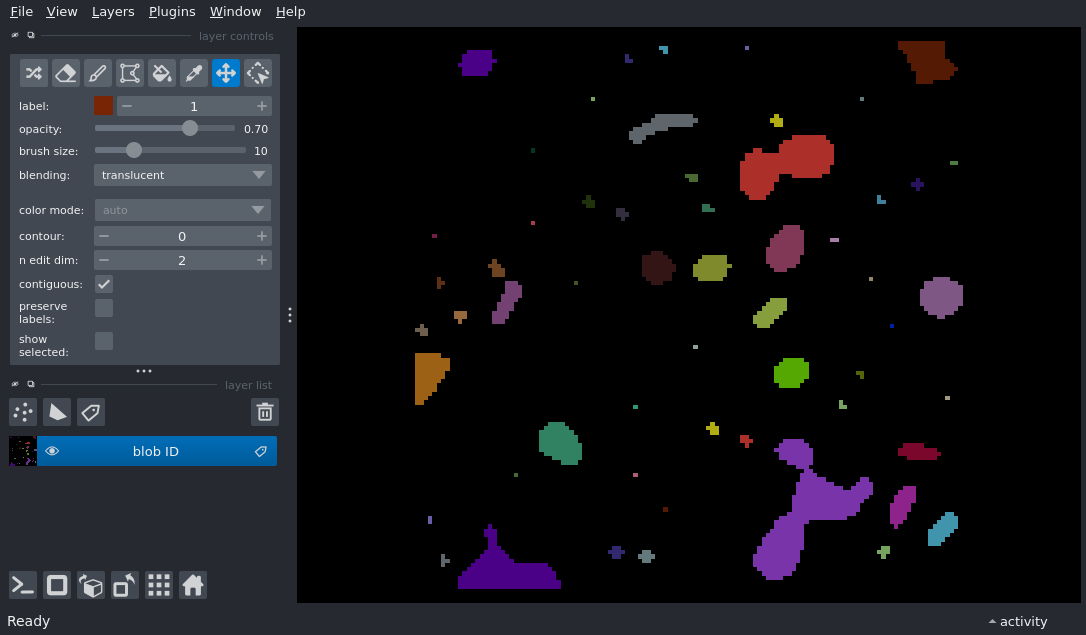 File View Layers Plugins Window Help
layer controls
label: 1
opacity: 0.70
brush size: 10
blending: translucent
color mode: auto
contour: 0
n edit dim: 2
contiguous:
preserve
labels:
show
selected:
layer list
blob ID
Ready activity